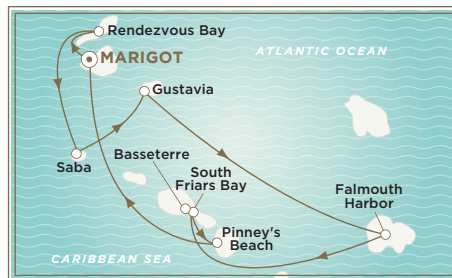 Rendezvous Bay
MARIGOT
ATLANTIC OCEAN
Gustavia
Basseterre
Saba
South
Friars Bay
Falmouth
Harbor
Pinney's
Beach
CARIBBEAN SEA